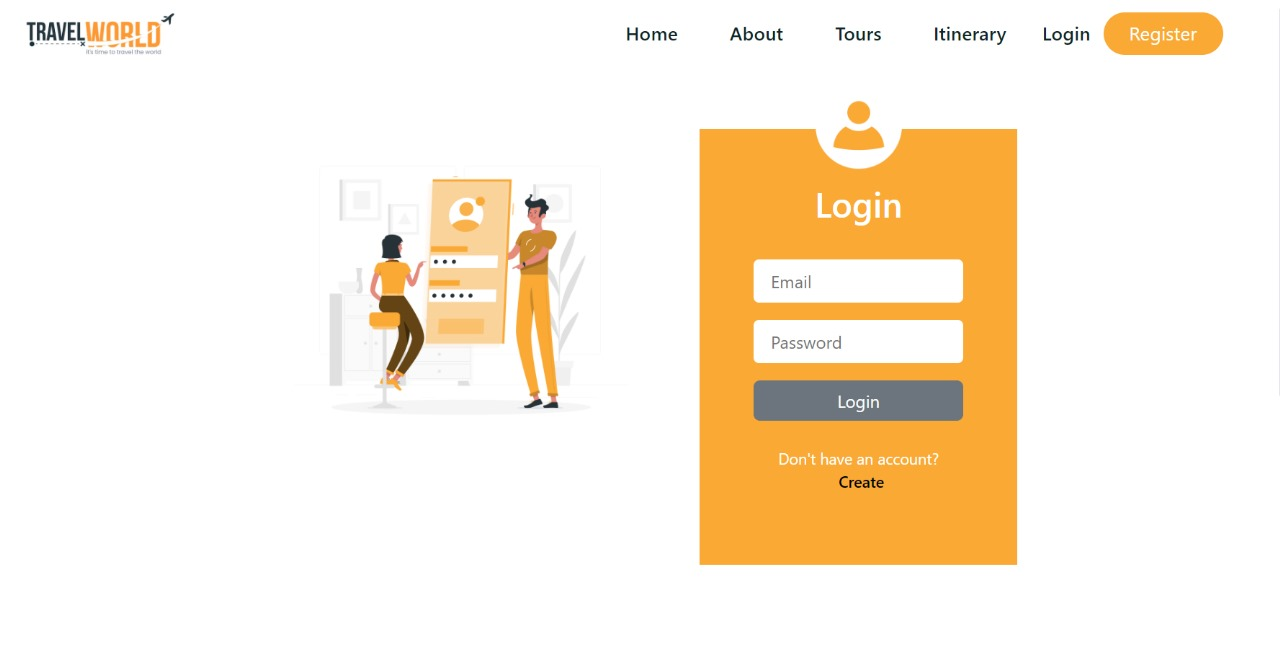 TRAVELWORLD
it's time to travel the world
Home About Tours Itinerary Login Register
Login
Email
Password
Login
Don't have an account?
Create